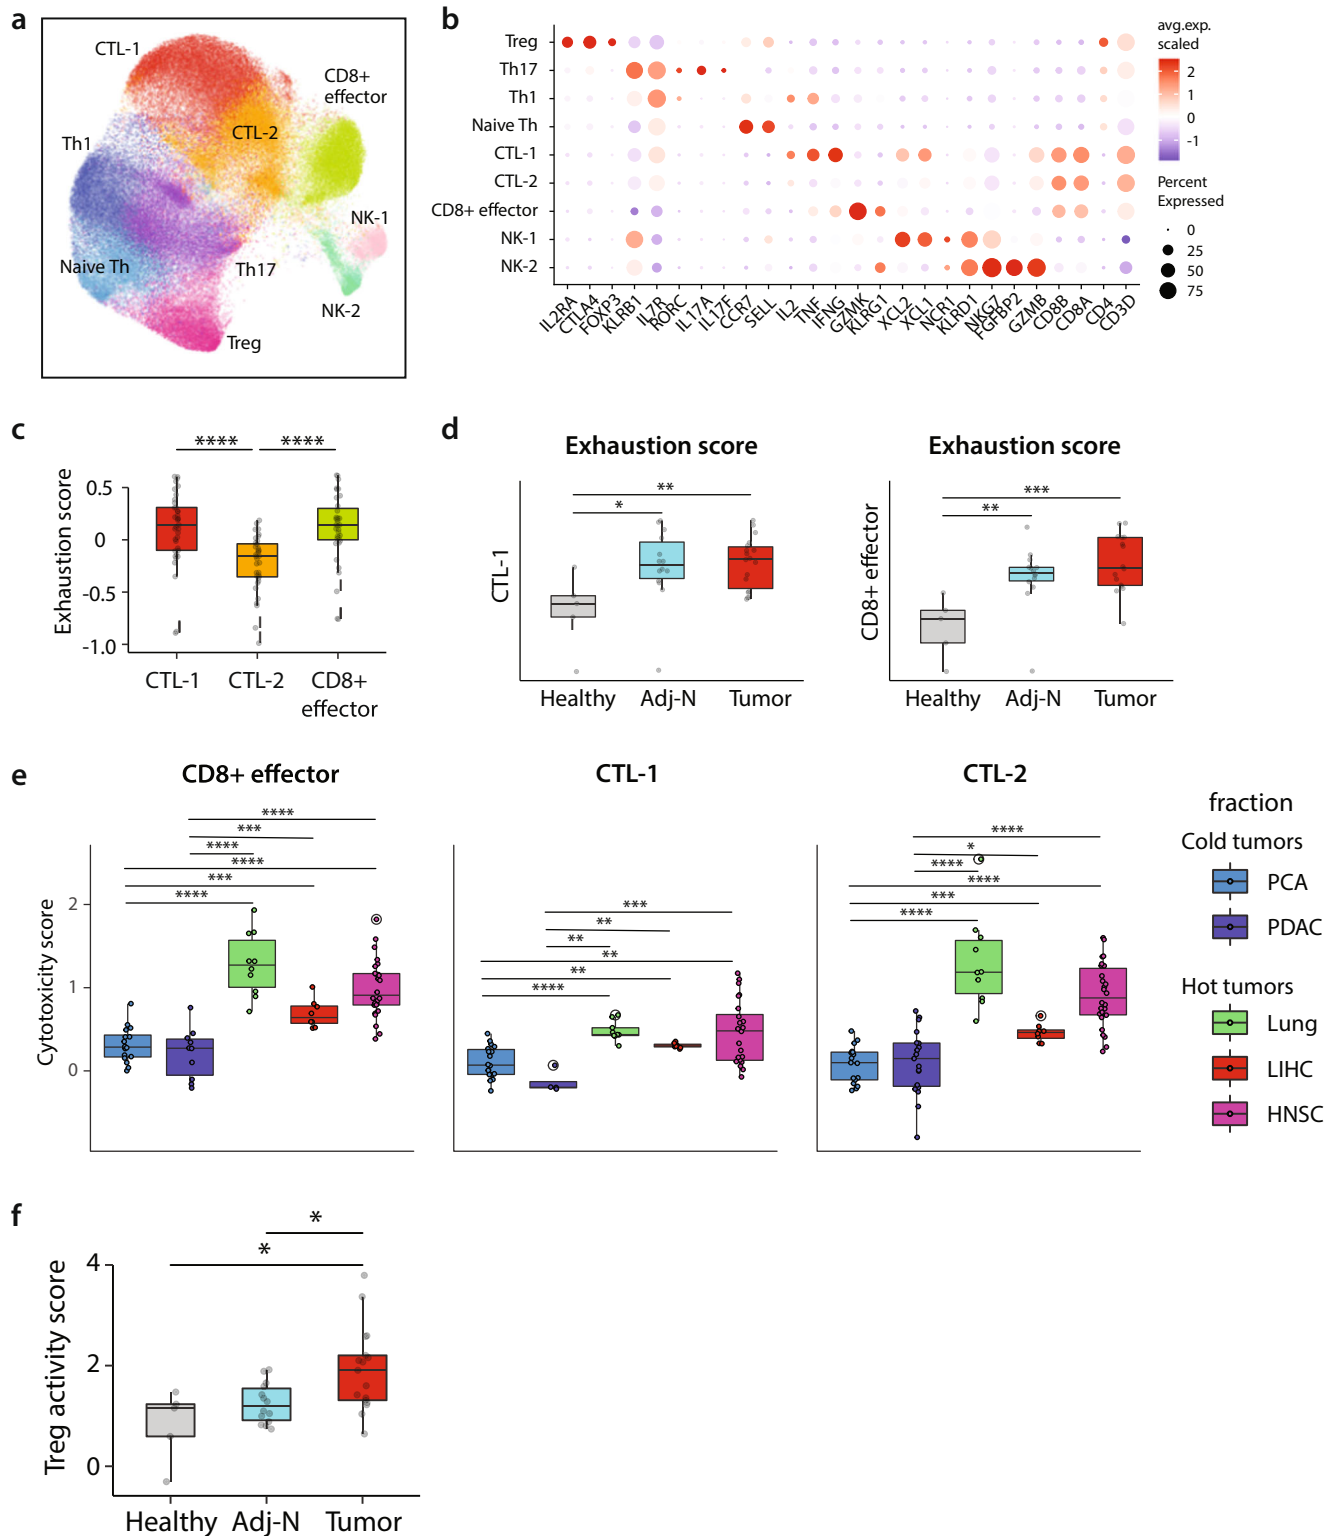 a
CTL-1
CD8+
effector
CTL-2
Th1
NK-1
Naive Th
Th17
NK-2
Treg
b
Treg
Th17
Th1
Naive Th
CTL-1
CTL-2
CD8+ effector
NK-1
NK-2
IL2RA
CTLA4
FOXP3
KLRB1
IL7R
RORC
IL17A
IL17F
CCR7
SELL
IL2
TNF
IFNG
GZMK
KLRG1
XCL2
XCL1
NCR1
KLRD1
NKG7
FGFBP2
GZMB
CD8B
CD8A
CD4
CD3D
avg.exp.
scaled
2
1
0
-1
Percent
Expressed
0
25
50
75
c
**** ****
Exhaustion score
0.5
0
-0.5
-1.0
CTL-1 CTL-2 CD8+
effector
d
Exhaustion score
**
*
CTL-1
Healthy Adj-N Tumor
Exhaustion score
***
**
CD8+ effector
Healthy Adj-N Tumor
e
CD8+ effector
****
***
****
****
***
****
Cytotoxicity score
2
1
0
CTL-1
***
**
**
**
**
****
CTL-2
****
*
****
****
***
****
fraction
Cold tumors
PCA
PDAC
Hot tumors
Lung
LIHC
HNSC
f
*
*
Treg activity score
4
2
0
Healthy Adj-N Tumor